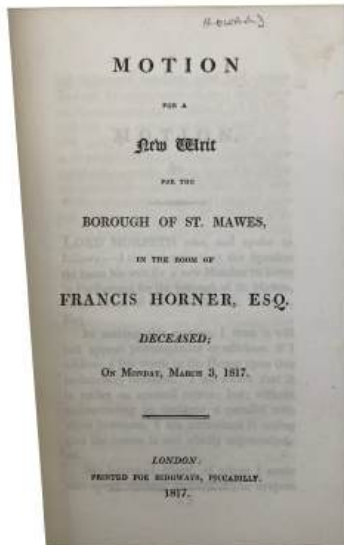 MOTION
FOR A
New Writ
FOR THE
BOROUGH OF ST. MAWES,
IN THE ROOM OF
FRANCIS HORNER, ESQ.
DECEASED;
ON MONDAY, MARCH 3, 1817.
LONDON:
PRINTED FOR RIDGWAYS, PICCADILLY.
1817.